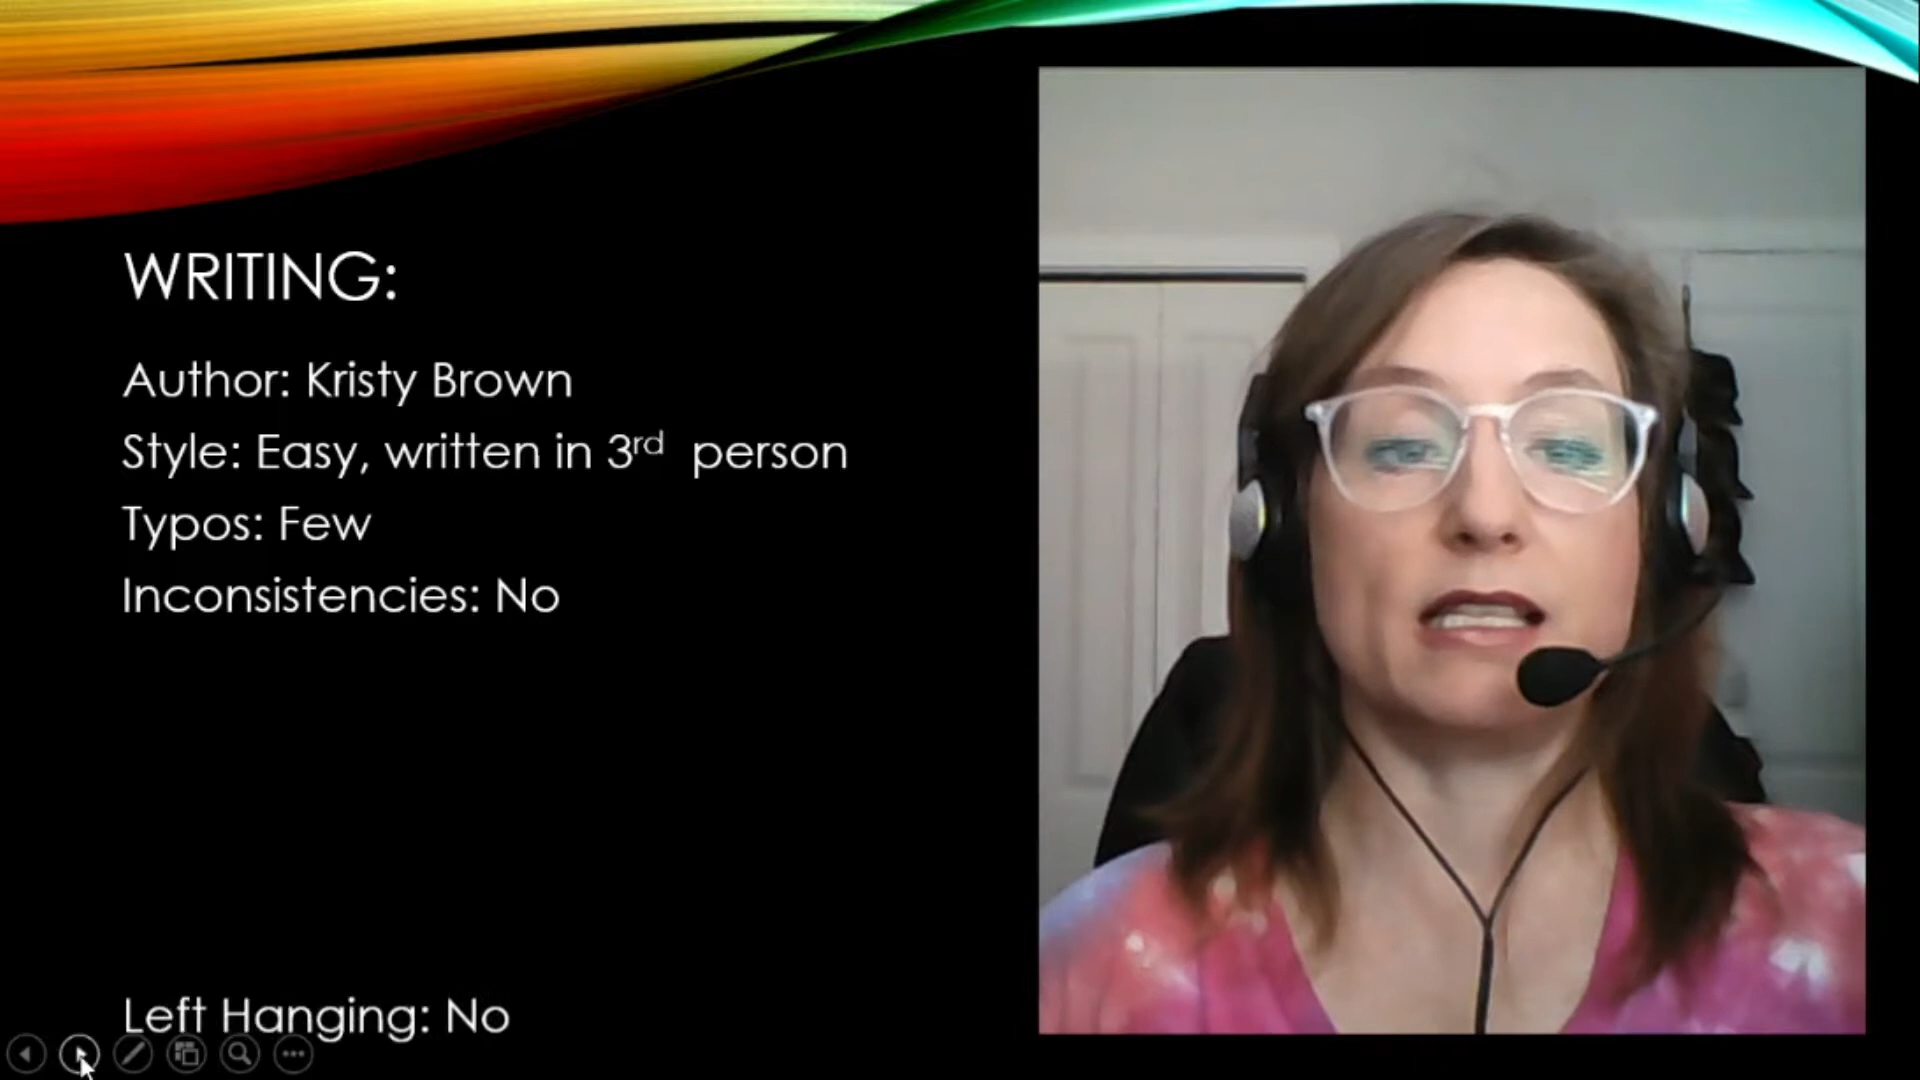 WRITING:
Author: Kristy Brown
Style: Easy, written in 3rd person
Typos: Few
Inconsistencies: No
Left Hanging: No